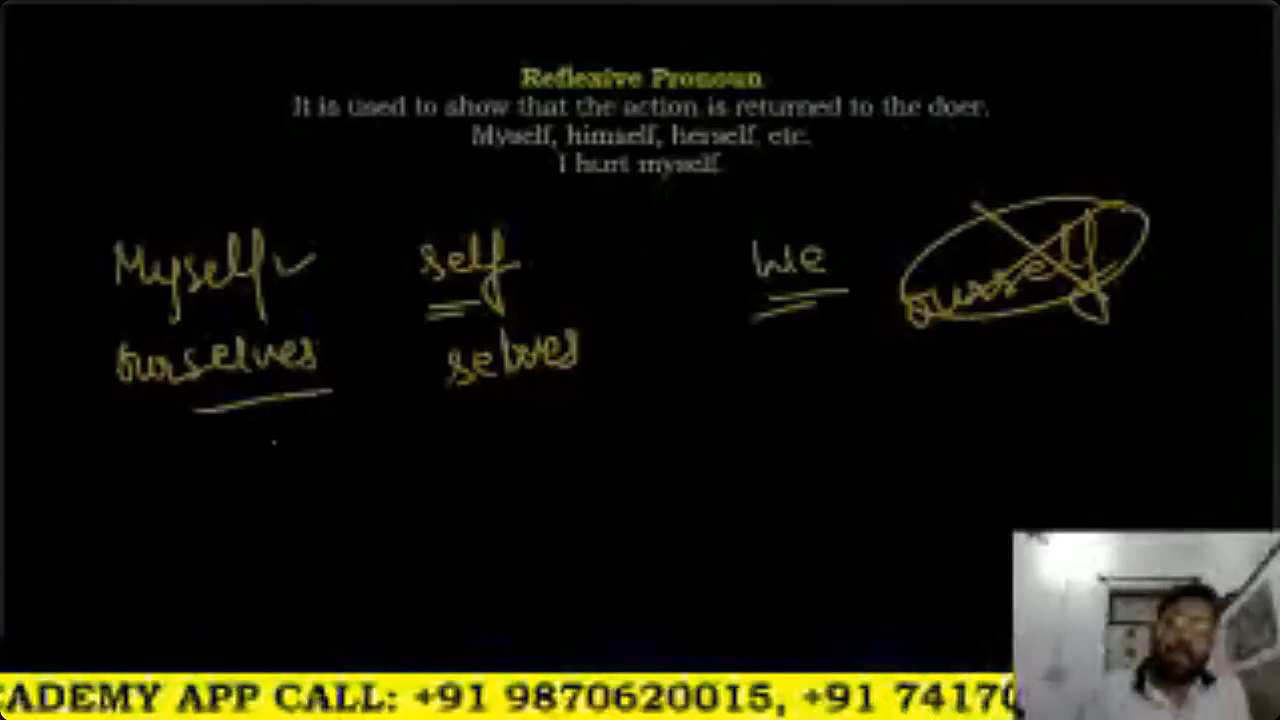 Reflexive Pronoun
It is used to show that the action is returned to the doer.
Myself, himself, herself, etc.
I hurt myself.
Myself self we ourself
ourselves selves
CADEMY APP CALL: +91 9870620015, +91 7417